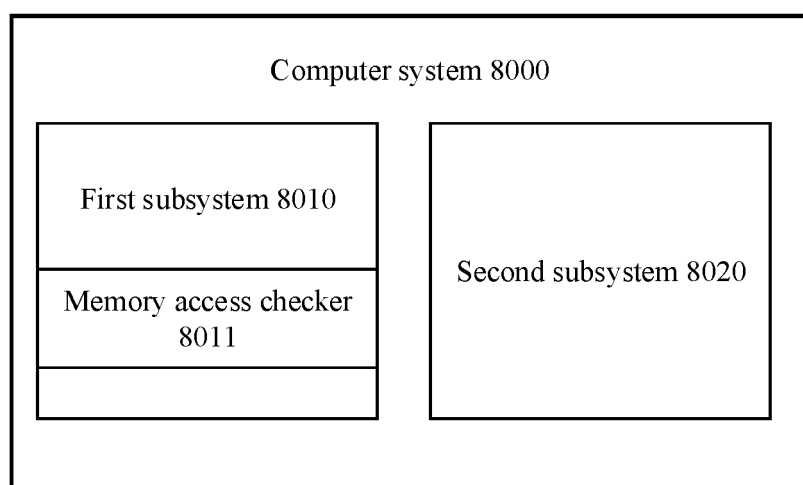 Computer system 8000
First subsystem 8010
Memory access checker
8011
Second subsystem 8020